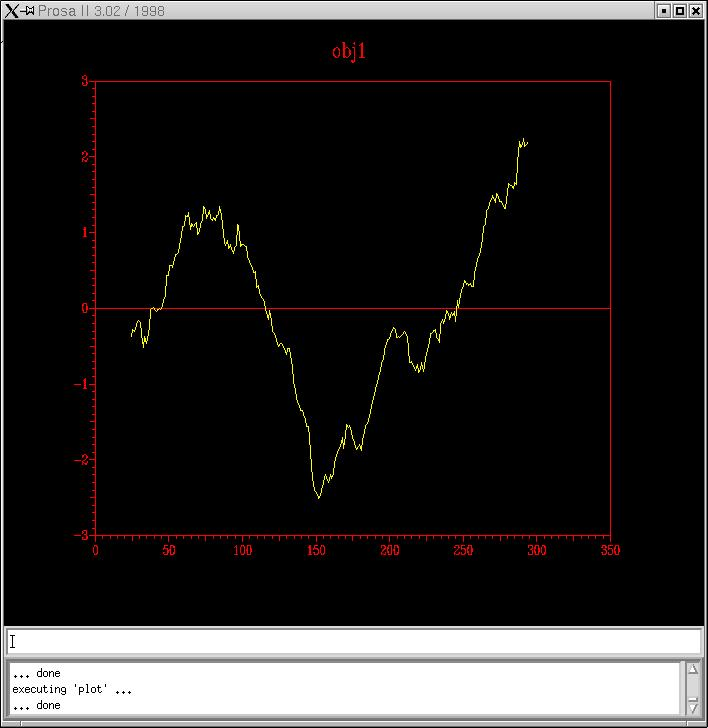 Prosa II 3.02 / 1998
obj1
3
2
1
0
-1
-2
-3
0 50 100 150 200 250 300 350
... done
executing 'plot' ...
... done